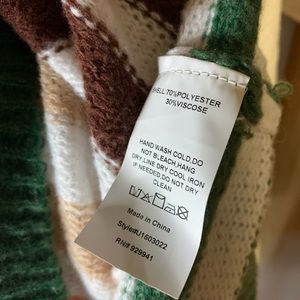 SHELL:70%POLYESTER
30%VISCOSE
HAND WASH COLD.DO
NOT BLEACH,HANG
DRY,LINE DRY COOL IRON
IF NEEDED.DO NOT DRY
CLEAN
Made in China
Style#U1603022
RN# 929941